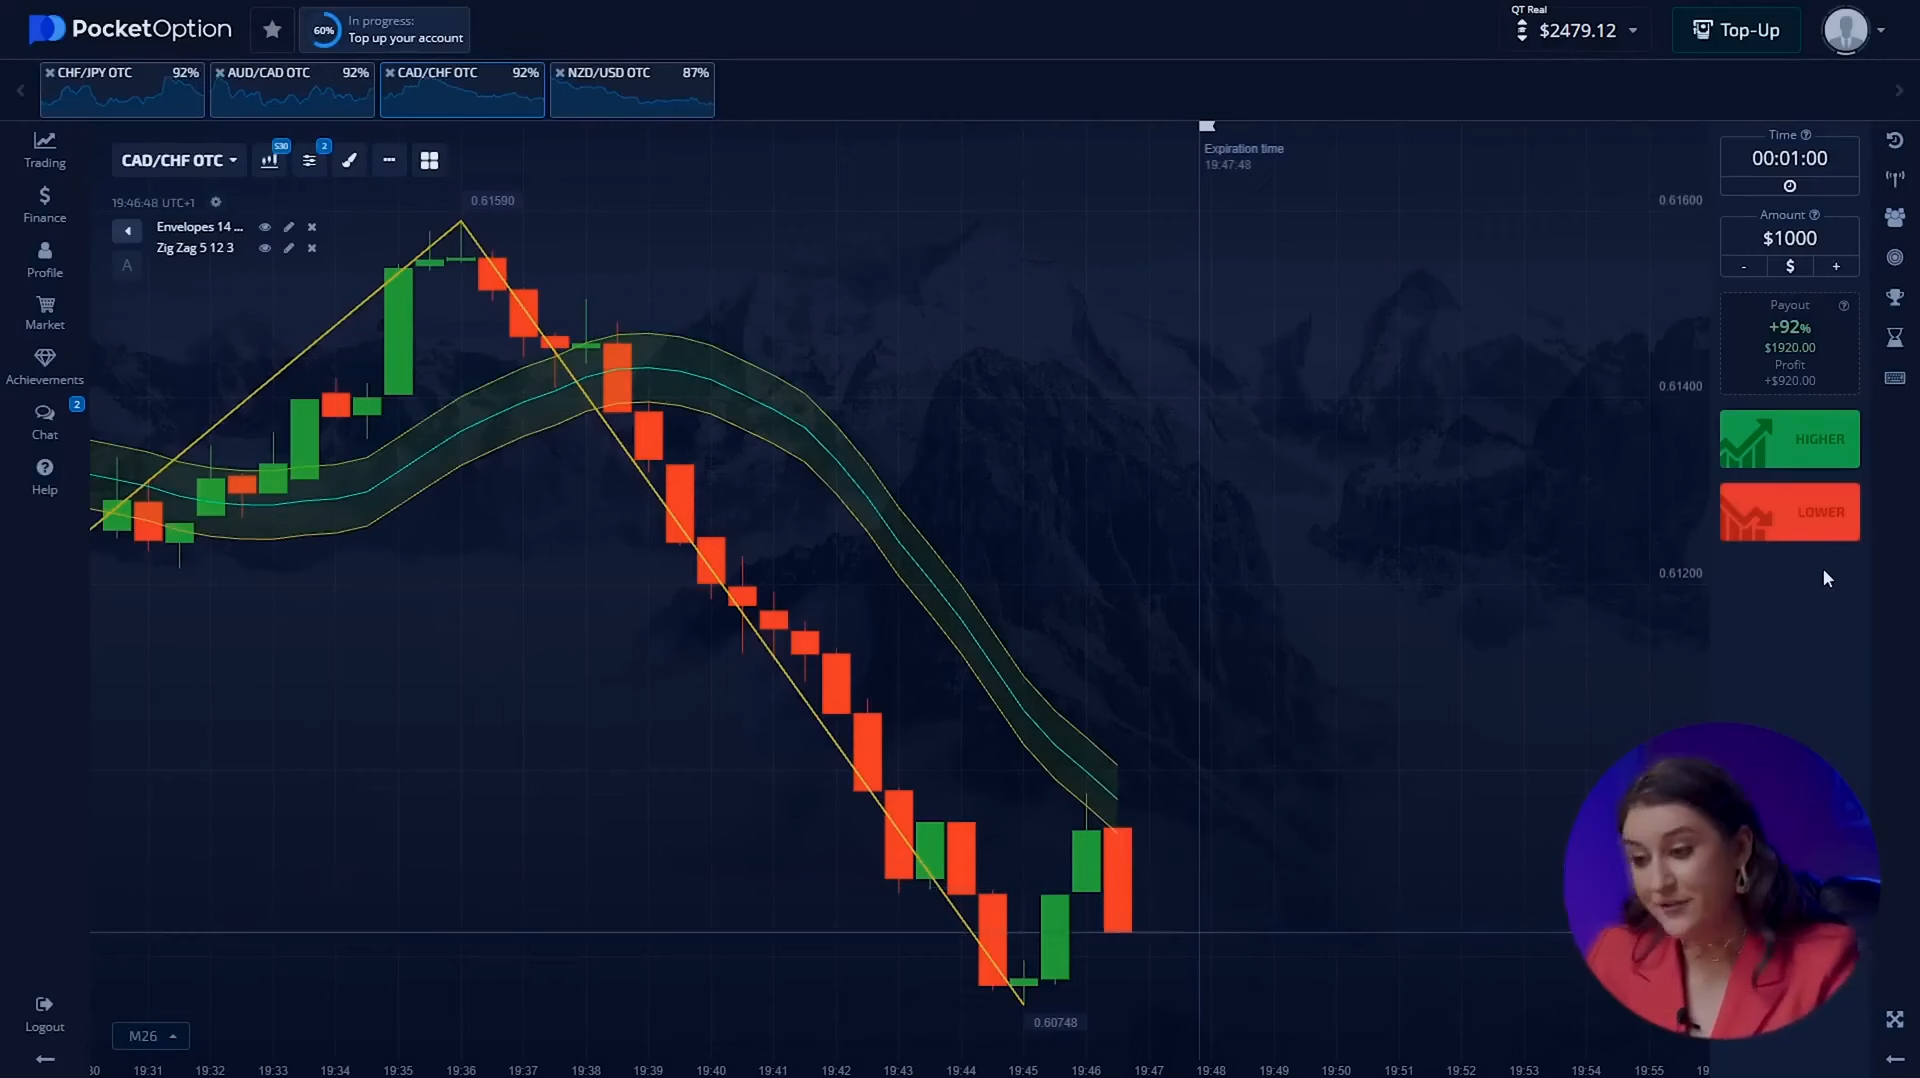 PocketOption
60%
In progress:
Top up your account
QT Real
$2479.12
Top-Up
CHF/JPY OTC 92%
AUD/CAD OTC 92%
CAD/CHF OTC 92%
NZD/USD OTC 87%
Trading
Finance
Profile
Market
Achievements
2
Chat
Help
Logout
CAD/CHF OTC
S30
2
19:46:48 UTC+1
Envelopes 14 ...
Zig Zag 5 12 3
A
0.61590
0.60748
Expiration time
19:47:48
0.61600
0.61400
0.61200
Time
00:01:00
Amount
$1000
- $ +
Payout
+92%
$1920.00
Profit
+$920.00
HIGHER
LOWER
M26
30 19:31 19:32 19:33 19:34 19:35 19:36 19:37 19:38 19:39 19:40 19:41 19:42 19:43 19:44 19:45 19:46 19:47 19:48 19:49 19:50 19:51 19:52 19:53 19:54 19:55 19